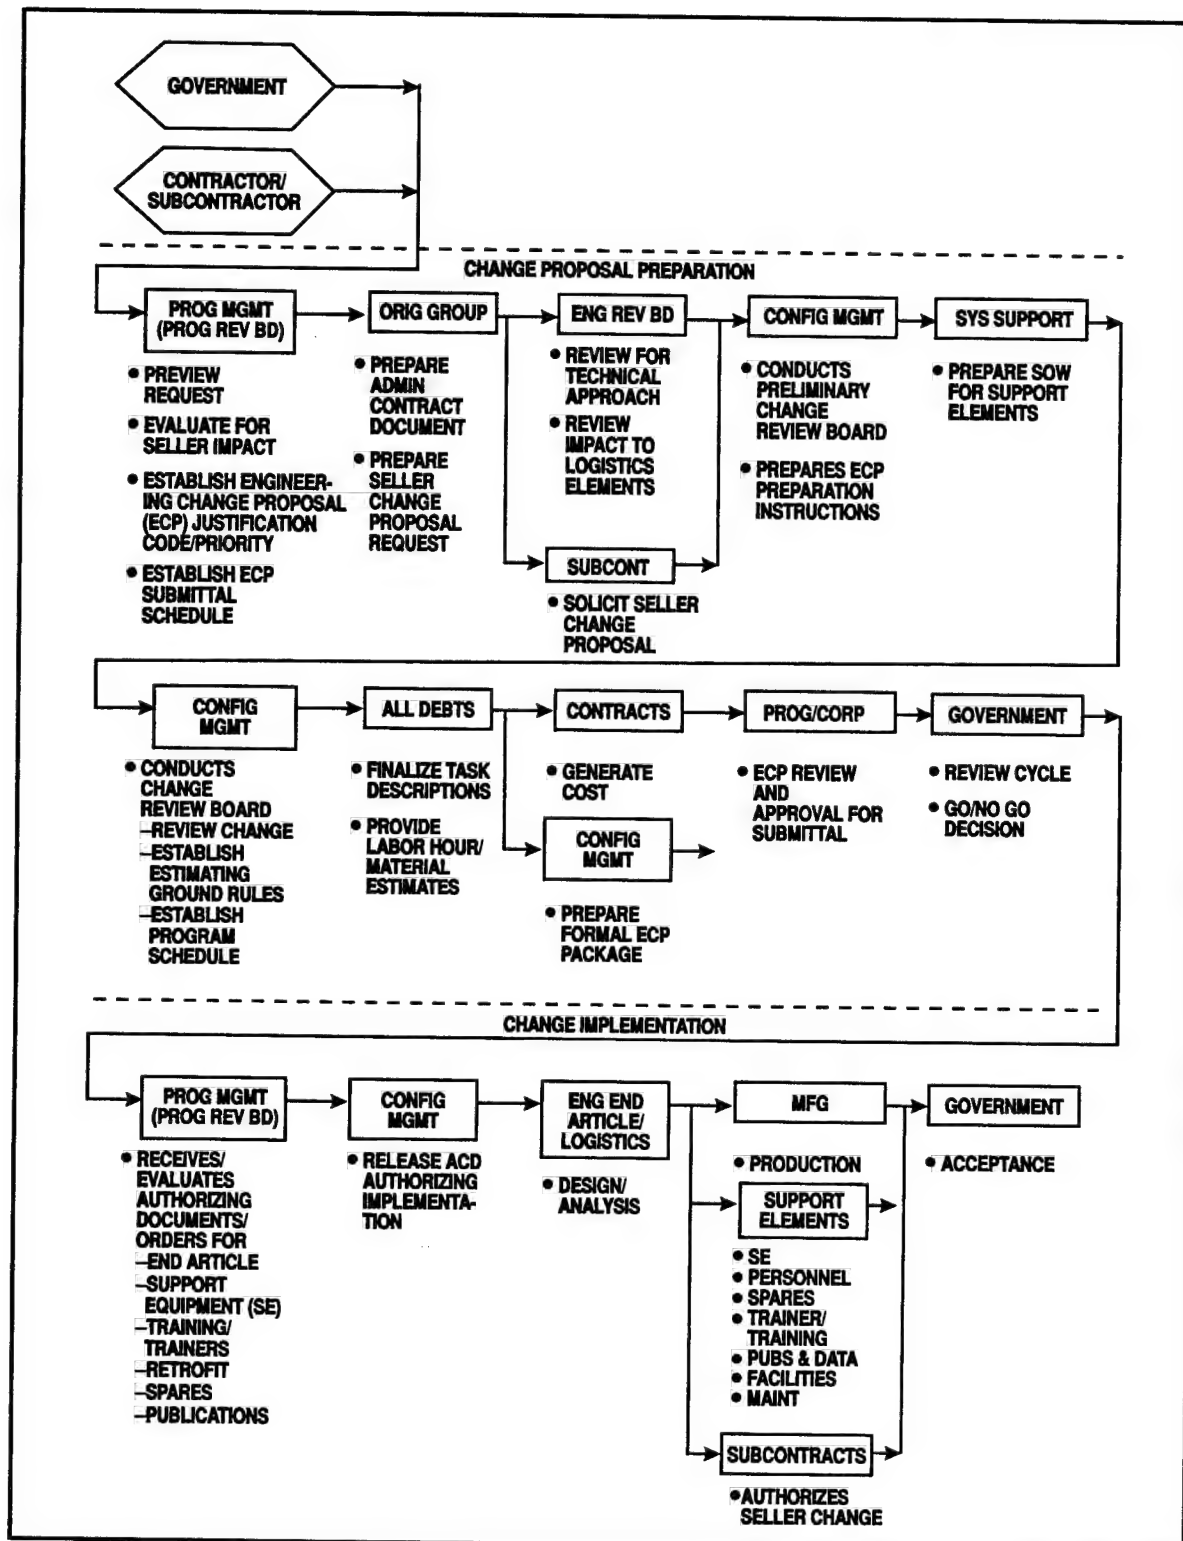 GOVERNMENT
CONTRACTOR/
SUBCONTRACTOR
CHANGE PROPOSAL PREPARATION
PROG MGMT
(PROG REV BD)
● PREVIEW
REQUEST
● EVALUATE FOR
SELLER IMPACT
● ESTABLISH ENGINEER-
ING CHANGE PROPOSAL
(ECP) JUSTIFICATION
CODE/PRIORITY
● ESTABLISH ECP
SUBMITTAL
SCHEDULE
ORIG GROUP
● PREPARE
ADMIN
CONTRACT
DOCUMENT
● PREPARE
SELLER
CHANGE
PROPOSAL
REQUEST
ENG REV BD
● REVIEW FOR
TECHNICAL
APPROACH
● REVIEW
IMPACT TO
LOGISTICS
ELEMENTS
SUBCONT
● SOLICIT SELLER
CHANGE
PROPOSAL
CONFIG MGMT
● CONDUCTS
PRELIMINARY
CHANGE
REVIEW BOARD
● PREPARES ECP
PREPARATION
INSTRUCTIONS
SYS SUPPORT
● PREPARE SOW
FOR SUPPORT
ELEMENTS
CONFIG
MGMT
● CONDUCTS
CHANGE
REVIEW BOARD
–REVIEW CHANGE
–ESTABLISH
ESTIMATING
GROUND RULES
–ESTABLISH
PROGRAM
SCHEDULE
ALL DEBTS
● FINALIZE TASK
DESCRIPTIONS
● PROVIDE
LABOR HOUR/
MATERIAL
ESTIMATES
CONTRACTS
● GENERATE
COST
CONFIG
MGMT
● PREPARE
FORMAL ECP
PACKAGE
PROG/CORP
● ECP REVIEW
AND
APPROVAL FOR
SUBMITTAL
GOVERNMENT
● REVIEW CYCLE
● GO/NO GO
DECISION
CHANGE IMPLEMENTATION
PROG MGMT
(PROG REV BD)
● RECEIVES/
EVALUATES
AUTHORIZING
DOCUMENTS/
ORDERS FOR
–END ARTICLE
–SUPPORT
EQUIPMENT (SE)
–TRAINING/
TRAINERS
–RETROFIT
–SPARES
–PUBLICATIONS
CONFIG
MGMT
● RELEASE ACD
AUTHORIZING
IMPLEMENTA-
TION
ENG END
ARTICLE/
LOGISTICS
● DESIGN/
ANALYSIS
MFG
● PRODUCTION
SUPPORT
ELEMENTS
● SE
● PERSONNEL
● SPARES
● TRAINER/
TRAINING
● PUBS & DATA
● FACILITIES
● MAINT
SUBCONTRACTS
● AUTHORIZES
SELLER CHANGE
GOVERNMENT
● ACCEPTANCE